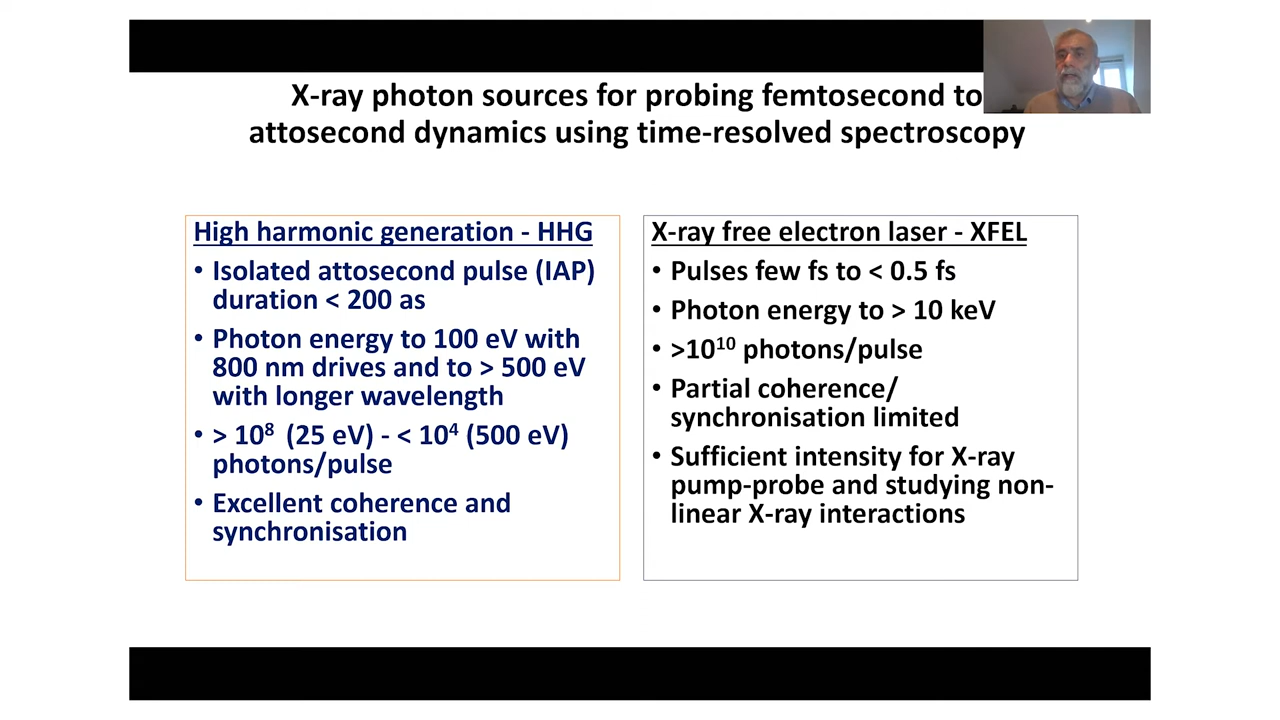 X-ray photon sources for probing femtosecond to
attosecond dynamics using time-resolved spectroscopy
High harmonic generation - HHG
• Isolated attosecond pulse (IAP)
duration < 200 as
• Photon energy to 100 eV with
800 nm drives and to > 500 eV
with longer wavelength
• > 10⁸ (25 eV) - < 10⁴ (500 eV)
photons/pulse
• Excellent coherence and
synchronisation
X-ray free electron laser - XFEL
• Pulses few fs to < 0.5 fs
• Photon energy to > 10 keV
• >10¹⁰ photons/pulse
• Partial coherence/
synchronisation limited
• Sufficient intensity for X-ray
pump-probe and studying non-
linear X-ray interactions